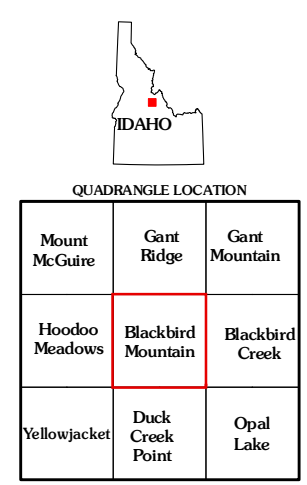 IDAHO
QUADRANGLE LOCATION
Mount
McGuire
Gant
Ridge
Gant
Mountain
Hoodoo
Meadows
Blackbird
Mountain
Blackbird
Creek
Yellowjacket
Duck
Creek
Point
Opal
Lake